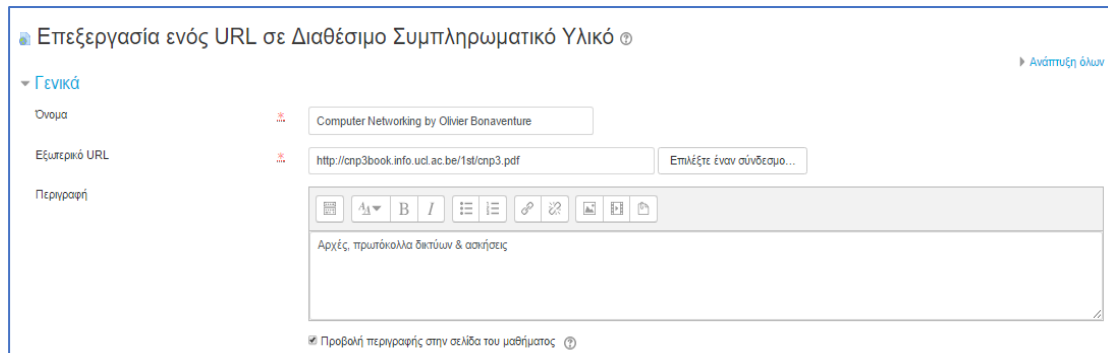 Επεξεργασία ενός URL σε Διαθέσιμο Συμπληρωματικό Υλικό
Ανάπτυξη όλων
Γενικά
Όνομα
Computer Networking by Olivier Bonaventure
Εξωτερικό URL
http://cnp3book.info.ucl.ac.be/1st/cnp3.pdf Επιλέξτε έναν σύνδεσμο...
Περιγραφή
B I
Αρχές, πρωτόκολλα δικτύων & ασκήσεις
Προβολή περιγραφής στην σελίδα του μαθήματος